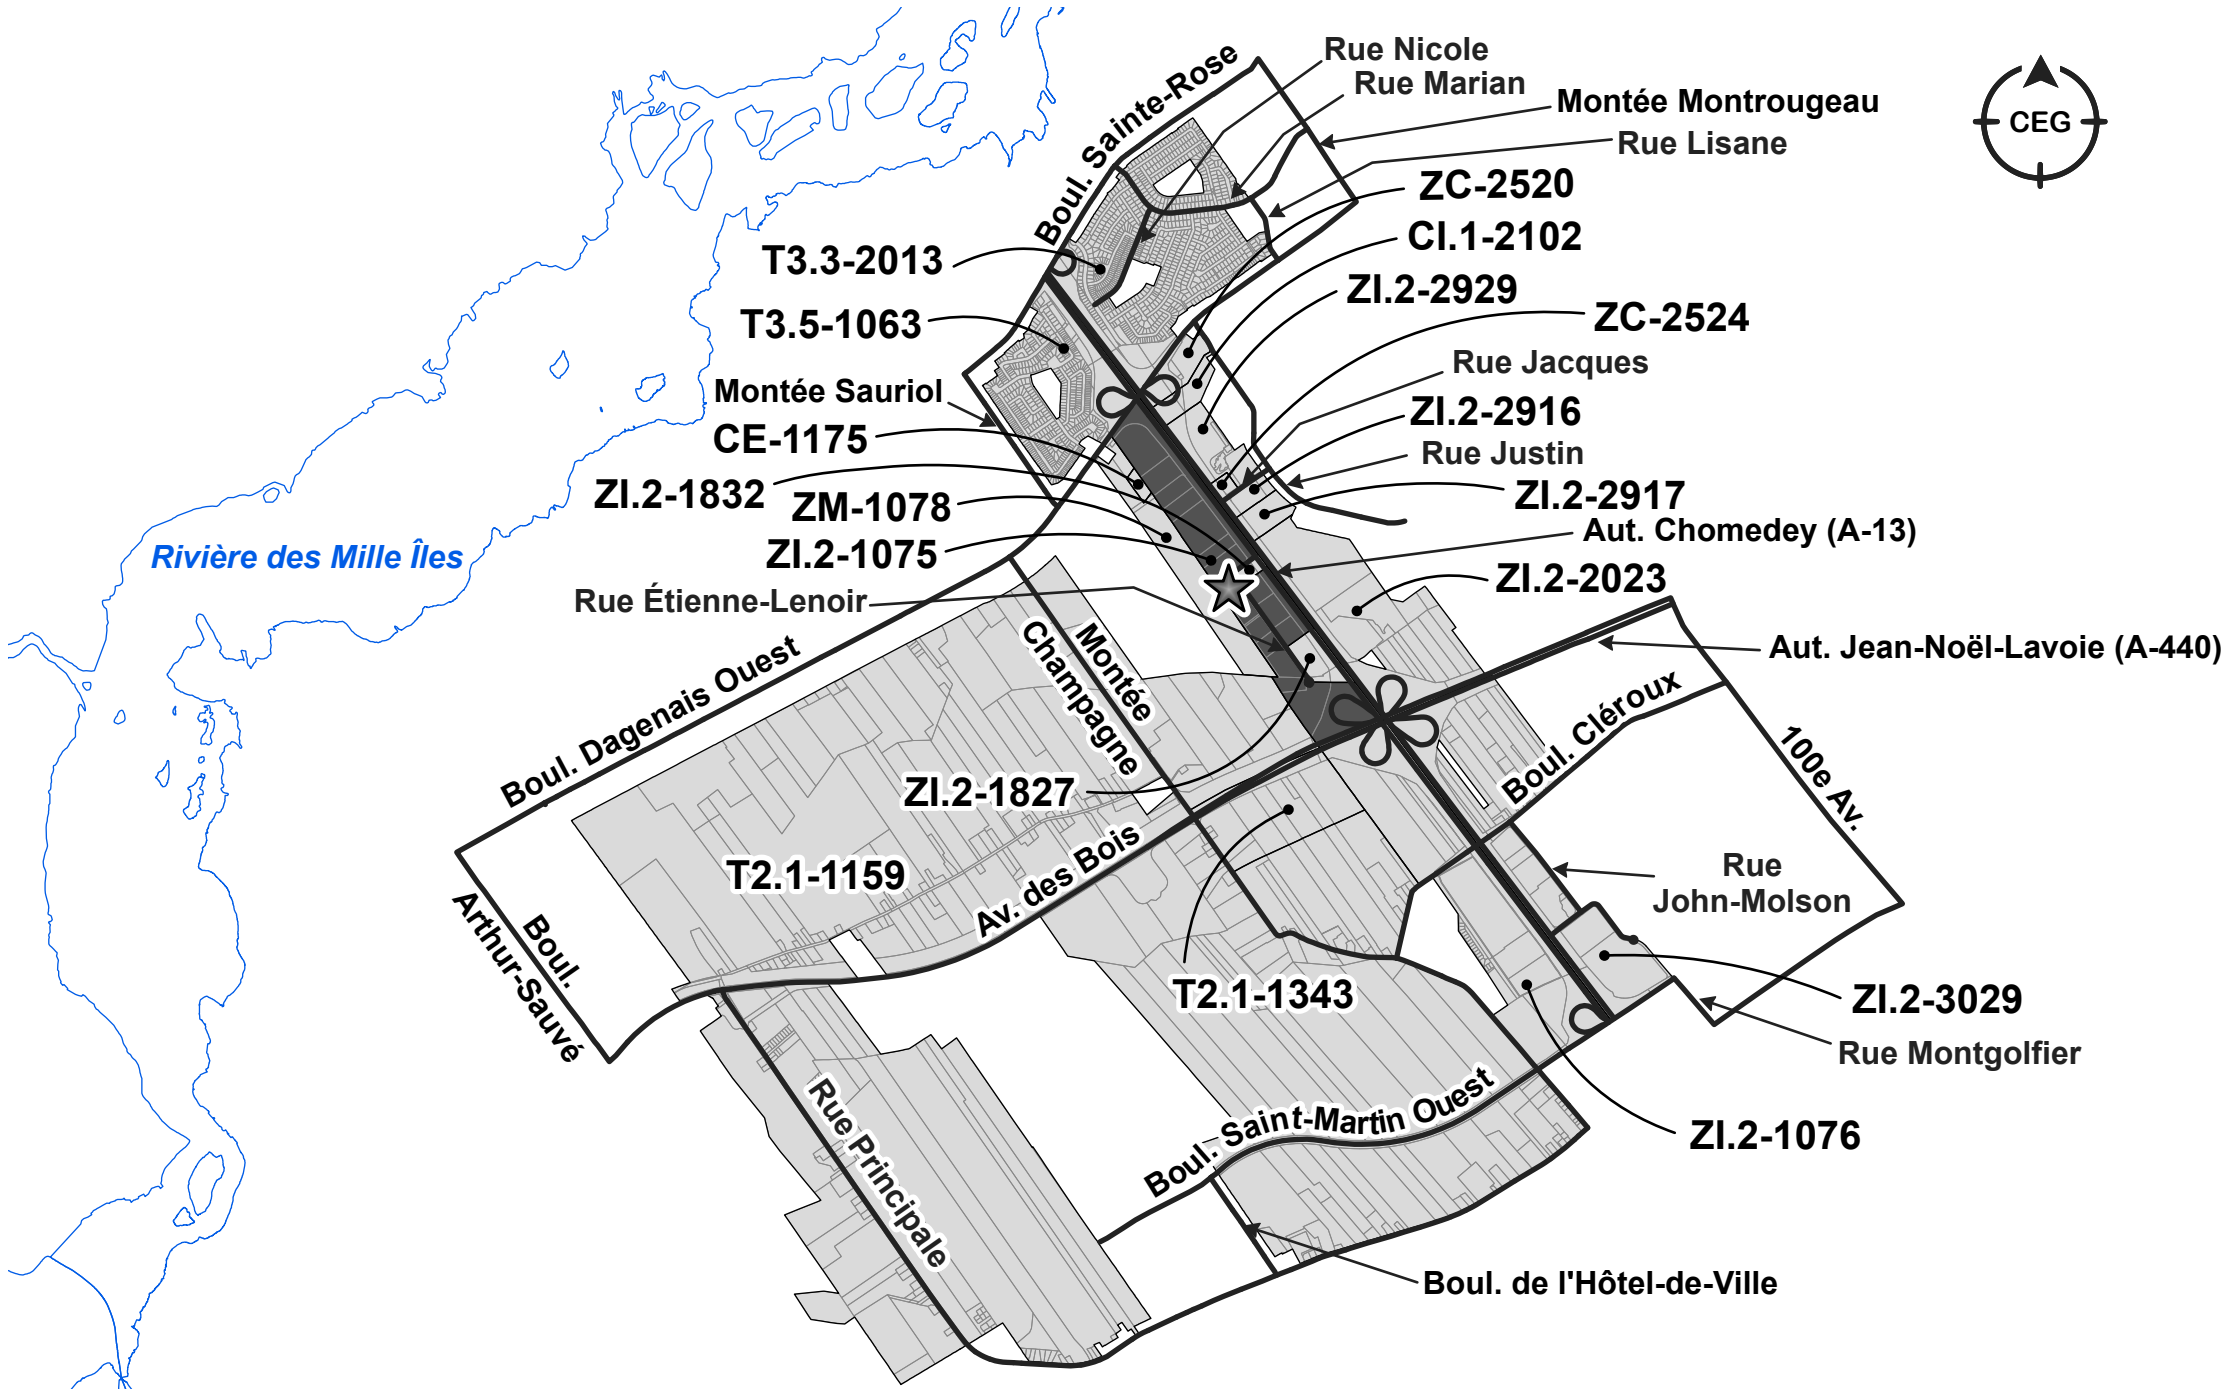 Rue Nicole
Rue Marian
Montée Montrougeau
Rue Lisane
CEG
Boul. Sainte-Rose
ZC-2520
CI.1-2102
T3.3-2013
ZI.2-2929
T3.5-1063
ZC-2524
Rue Jacques
Montée Sauriol
ZI.2-2916
CE-1175
Rue Justin
ZI.2-1832
ZM-1078
ZI.2-2917
Aut. Chomedey (A-13)
Rivière des Mille Îles
ZI.2-1075
ZI.2-2023
Rue Étienne-Lenoir
Aut. Jean-Noël-Lavoie (A-440)
Montée
Champagne
Boul. Dagenais Ouest
Boul. Cléroux
100e Av.
ZI.2-1827
T2.1-1159
Av. des Bois
Rue
John-Molson
Boul.
Arthur-Sauvé
T2.1-1343
ZI.2-3029
Rue Montgolfier
Rue Principale
Boul. Saint-Martin Ouest
ZI.2-1076
Boul. de l'Hôtel-de-Ville